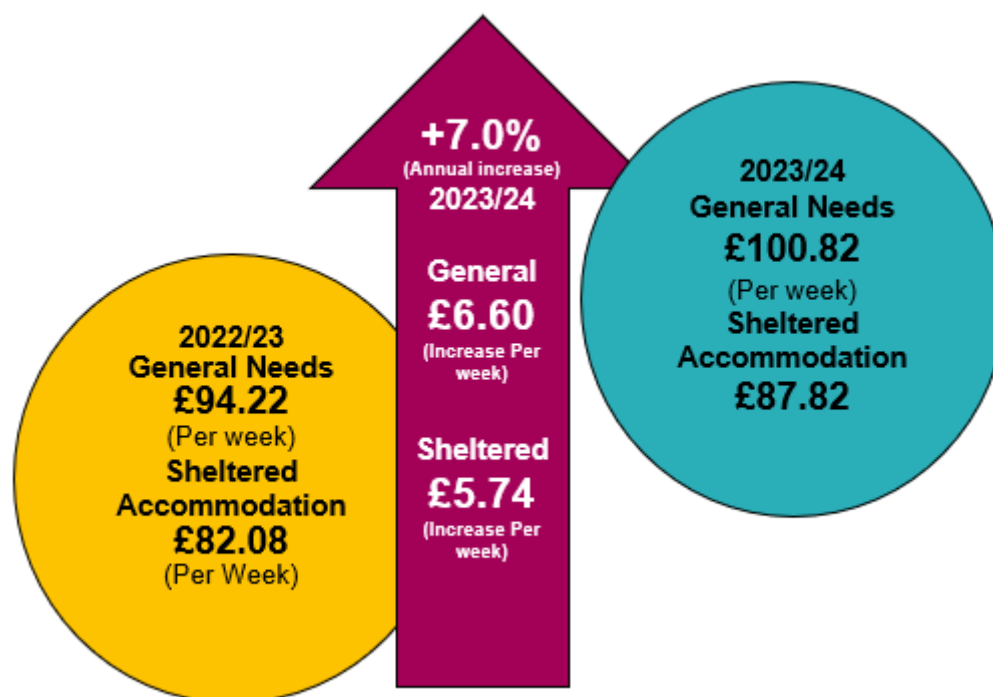 2022/23
General Needs
£94.22
(Per week)
Sheltered
Accommodation
£82.08
(Per Week)
+7.0%
(Annual increase)
2023/24
General
£6.60
(Increase Per
week)
Sheltered
£5.74
(Increase Per
week)
2023/24
General Needs
£100.82
(Per week)
Sheltered
Accommodation
£87.82